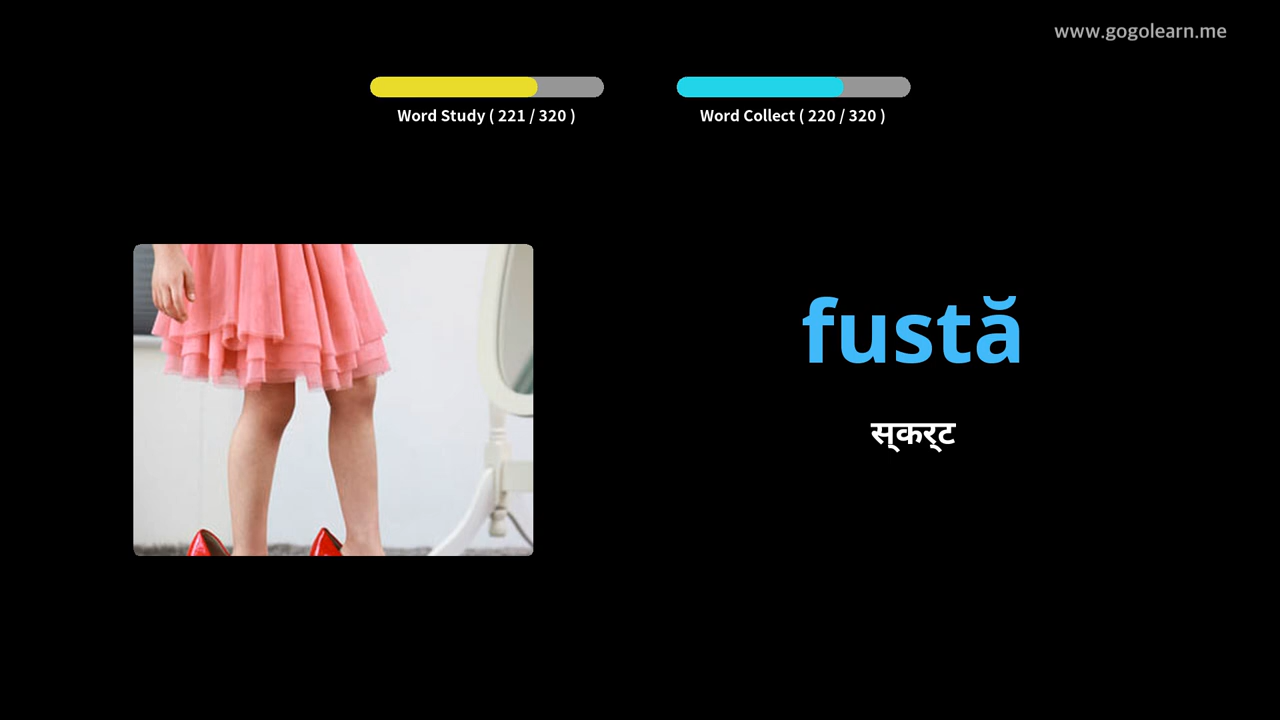 www.gogolearn.me
Word Study ( 221 / 320 )
Word Collect ( 220 / 320 )
fustă
स्कर्ट